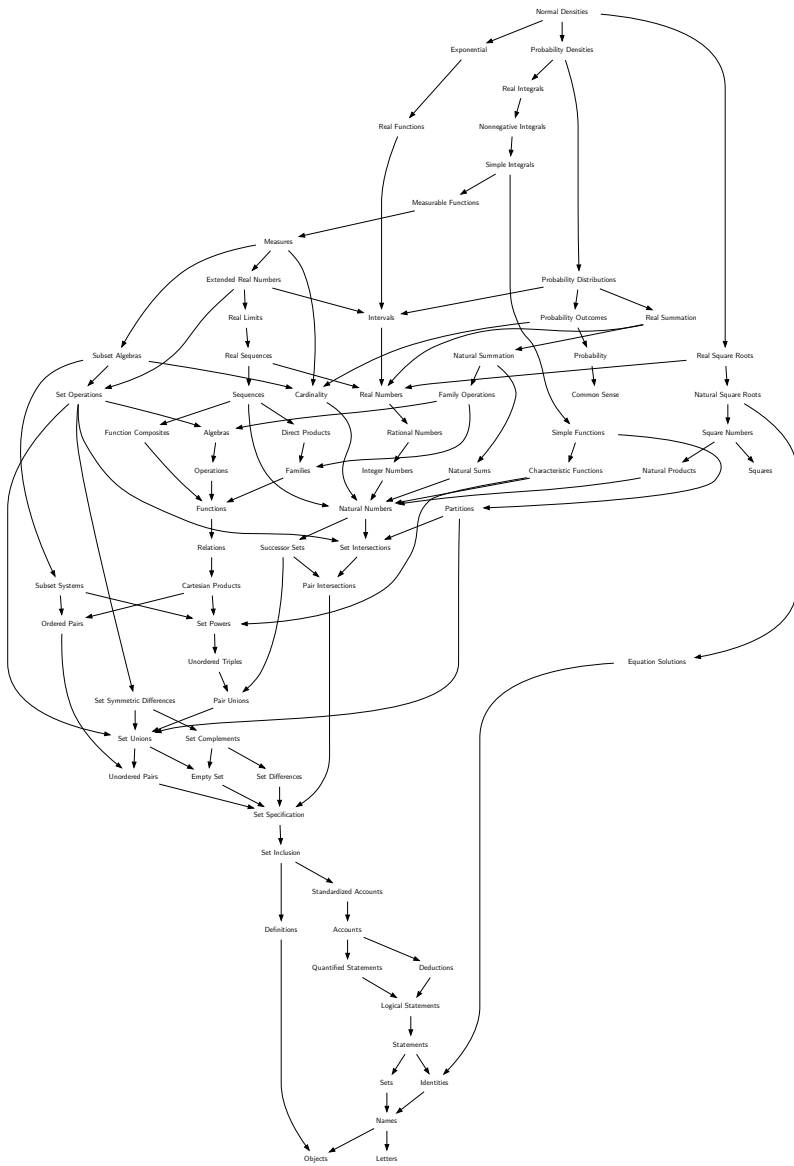 Normal Densities
Exponential
Probability Densities
Real Integrals
Real Functions
Nonnegative Integrals
Simple Integrals
Measurable Functions
Measures
Extended Real Numbers
Probability Distributions
Real Limits
Intervals
Probability Outcomes
Real Summation
Subset Algebras
Real Sequences
Natural Summation
Probability
Real Square Roots
Set Operations
Sequences
Cardinality
Real Numbers
Family Operations
Common Sense
Natural Square Roots
Function Composites
Algebras
Direct Products
Rational Numbers
Simple Functions
Square Numbers
Operations
Families
Integer Numbers
Natural Sums
Characteristic Functions
Natural Products
Squares
Functions
Natural Numbers
Partitions
Relations
Successor Sets
Set Intersections
Subset Systems
Cartesian Products
Pair Intersections
Ordered Pairs
Set Powers
Unordered Triples
Equation Solutions
Set Symmetric Differences
Pair Unions
Set Unions
Set Complements
Unordered Pairs
Empty Set
Set Differences
Set Specification
Set Inclusion
Standardized Accounts
Definitions
Accounts
Quantified Statements
Deductions
Logical Statements
Statements
Sets
Identities
Names
Objects
Letters